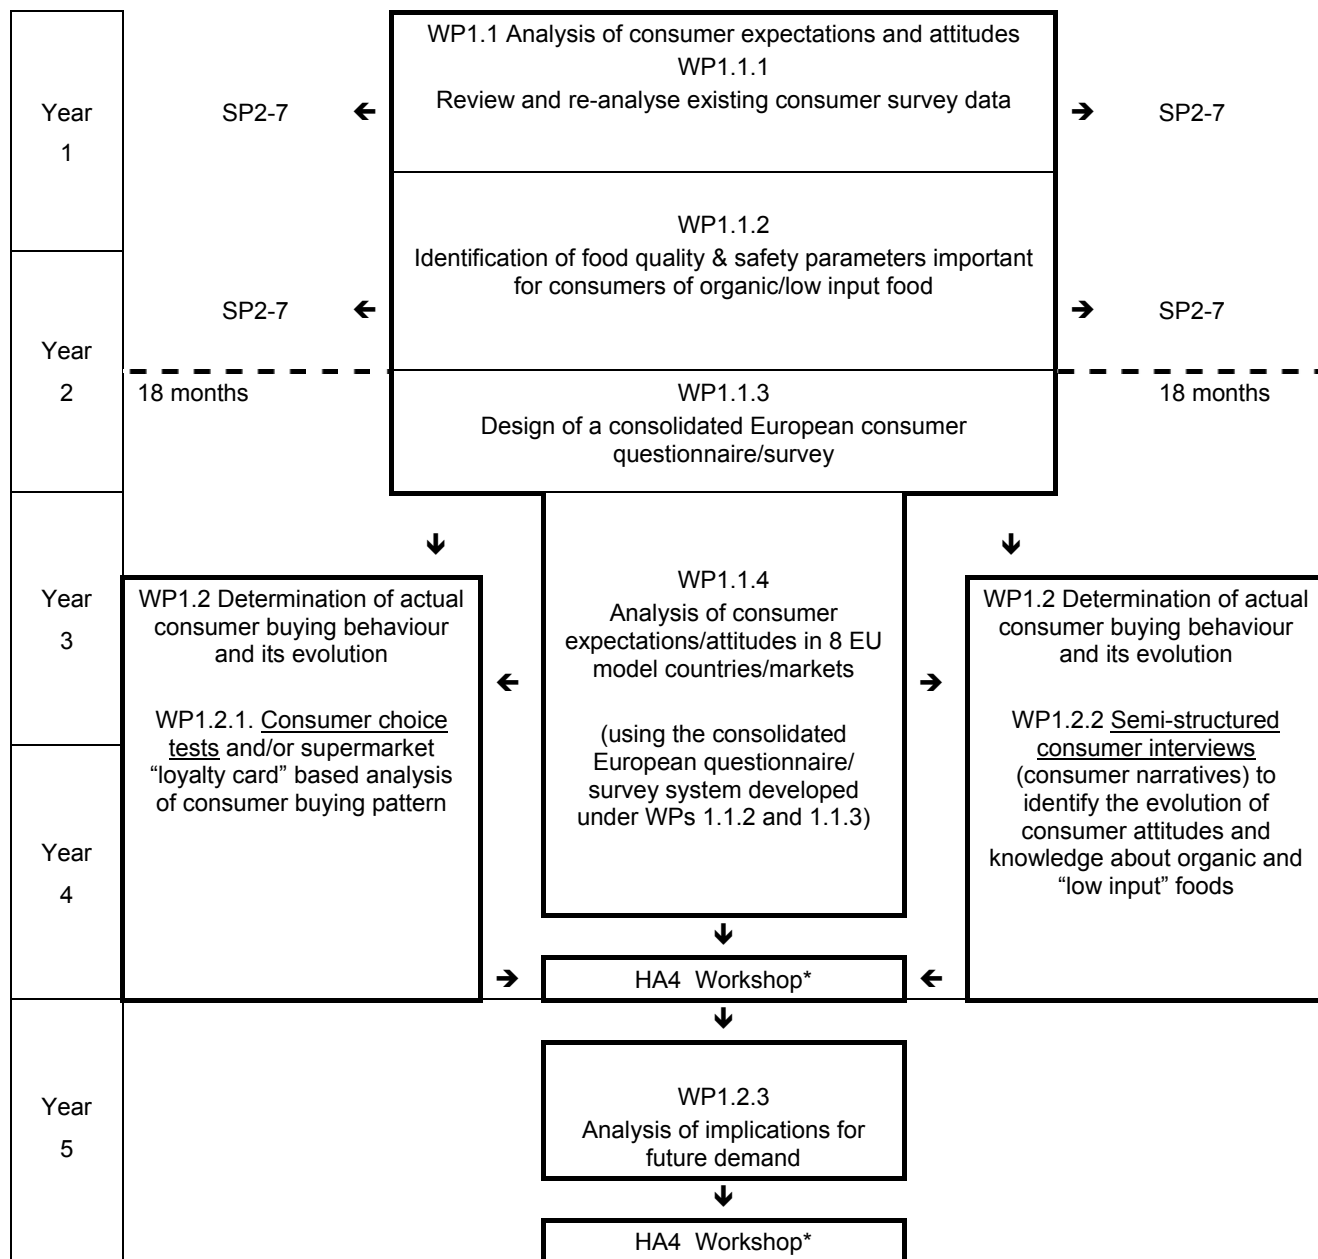 WP1.1 Analysis of consumer expectations and attitudes
WP1.1.1
Review and re-analyse existing consumer survey data
Year
1
SP2-7
SP2-7
WP1.1.2
Identification of food quality & safety parameters important
for consumers of organic/low input food
SP2-7
SP2-7
Year
2
18 months
18 months
WP1.1.3
Design of a consolidated European consumer
questionnaire/survey
Year
3
WP1.2 Determination of actual
consumer buying behaviour
and its evolution
WP1.2.1. Consumer choice
tests and/or supermarket
“loyalty card” based analysis
of consumer buying pattern
WP1.1.4
Analysis of consumer
expectations/attitudes in 8 EU
model countries/markets
(using the consolidated
European questionnaire/
survey system developed
under WPs 1.1.2 and 1.1.3)
WP1.2 Determination of actual
consumer buying behaviour
and its evolution
WP1.2.2 Semi-structured
consumer interviews
(consumer narratives) to
identify the evolution of
consumer attitudes and
knowledge about organic and
“low input” foods
Year
4
HA4 Workshop*
Year
5
WP1.2.3
Analysis of implications for
future demand
HA4 Workshop*